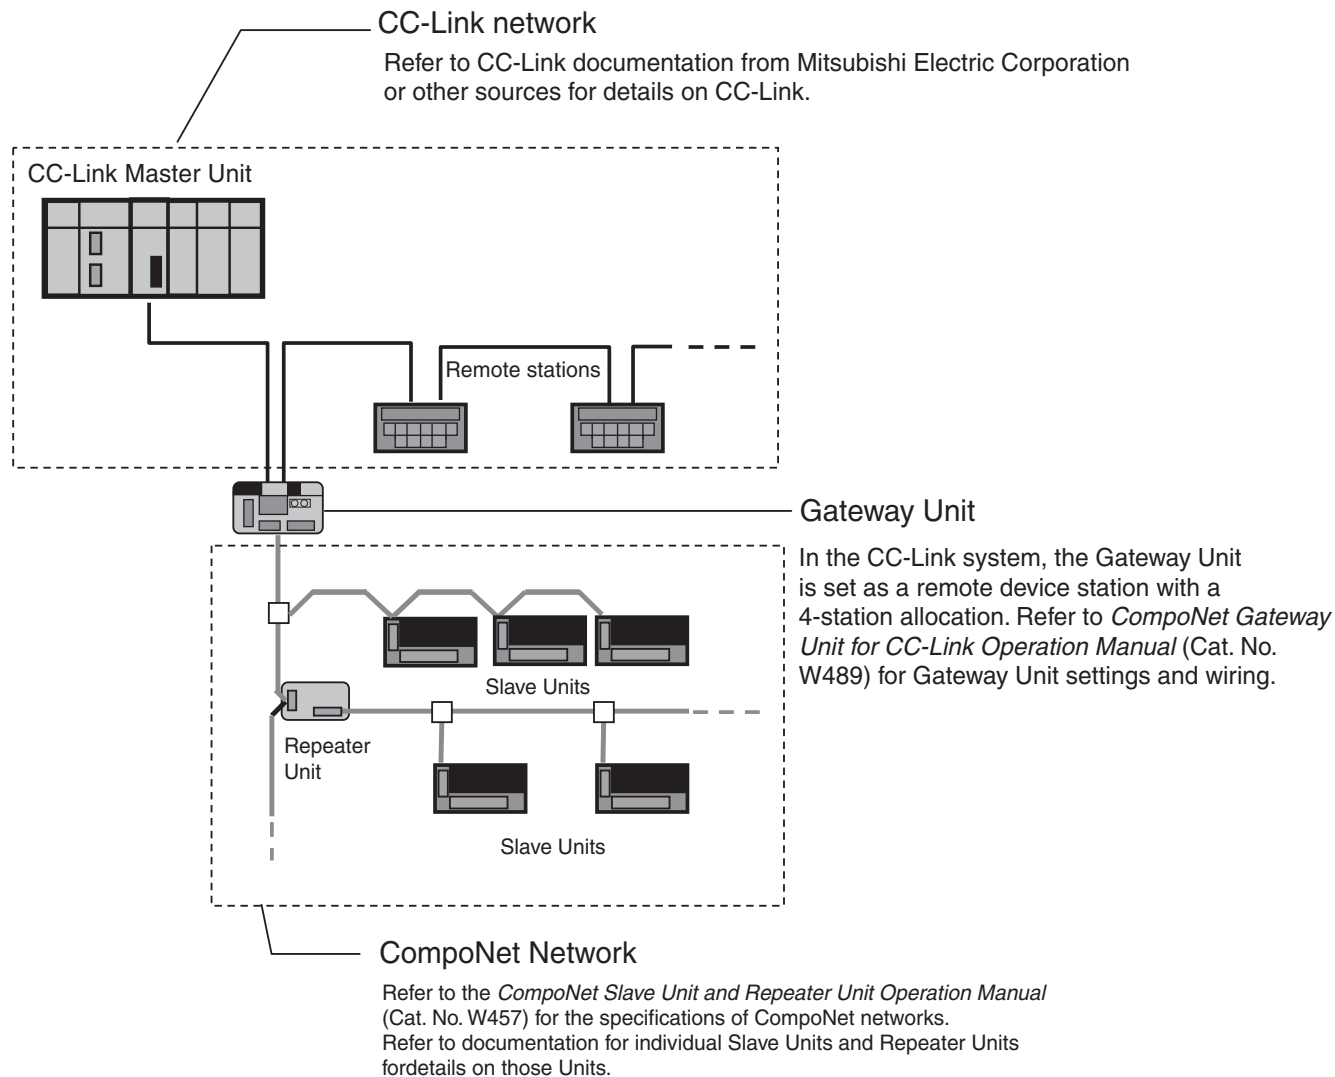 CC-Link network
Refer to CC-Link documentation from Mitsubishi Electric Corporation
or other sources for details on CC-Link.
CC-Link Master Unit
Remote stations
Gateway Unit
In the CC-Link system, the Gateway Unit
is set as a remote device station with a
4-station allocation. Refer to CompoNet Gateway
Unit for CC-Link Operation Manual (Cat. No.
W489) for Gateway Unit settings and wiring.
Slave Units
Repeater
Unit
Slave Units
CompoNet Network
Refer to the CompoNet Slave Unit and Repeater Unit Operation Manual
(Cat. No. W457) for the specifications of CompoNet networks.
Refer to documentation for individual Slave Units and Repeater Units
fordetails on those Units.